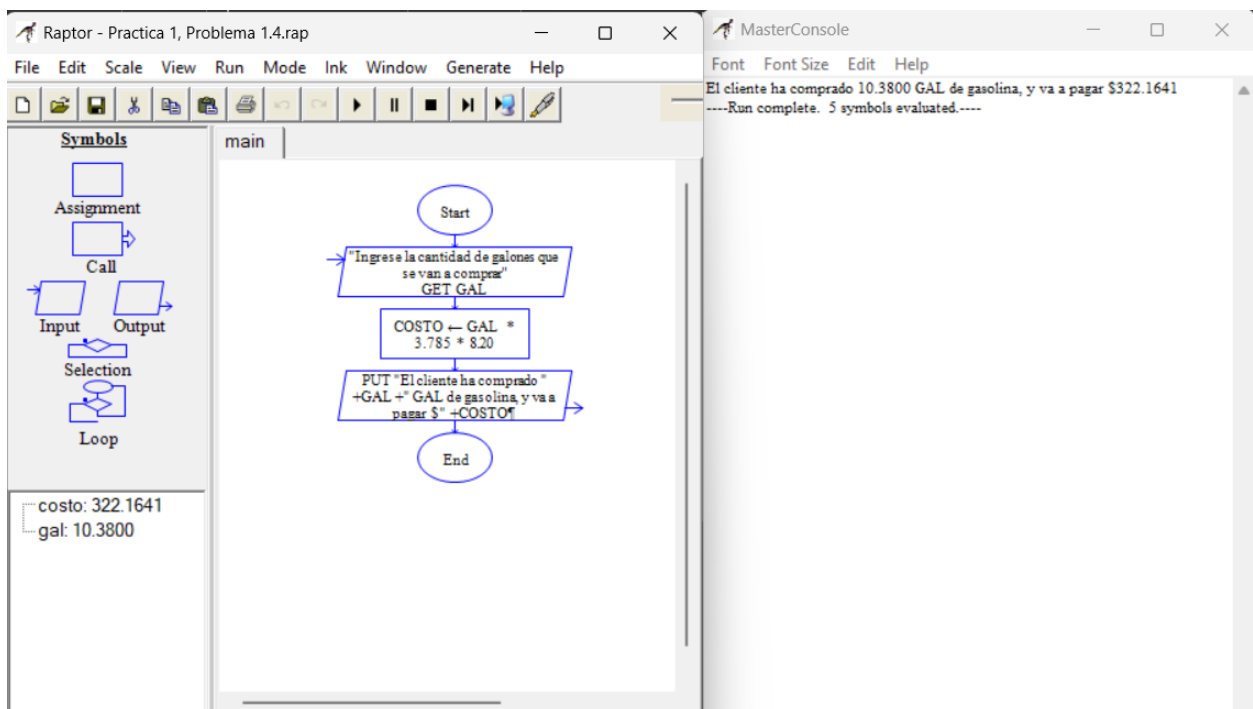 Raptor - Practica 1, Problema 1.4.rap
File Edit Scale View Run Mode Ink Window Generate Help
Symbols
Assignment
Call
Input Output
Selection
Loop
costo: 322.1641
gal: 10.3800
main
Start
"Ingrese la cantidad de galones que
se van a comprar"
GET GAL
COSTO ← GAL *
3.785 * 8.20
PUT "El cliente ha comprado "
+GAL +" GAL de gasolina, y va a
pagar $" +COSTO¶
End
MasterConsole
Font Font Size Edit Help
El cliente ha comprado 10.3800 GAL de gasolina, y va a pagar $322.1641
----Run complete. 5 symbols evaluated.----